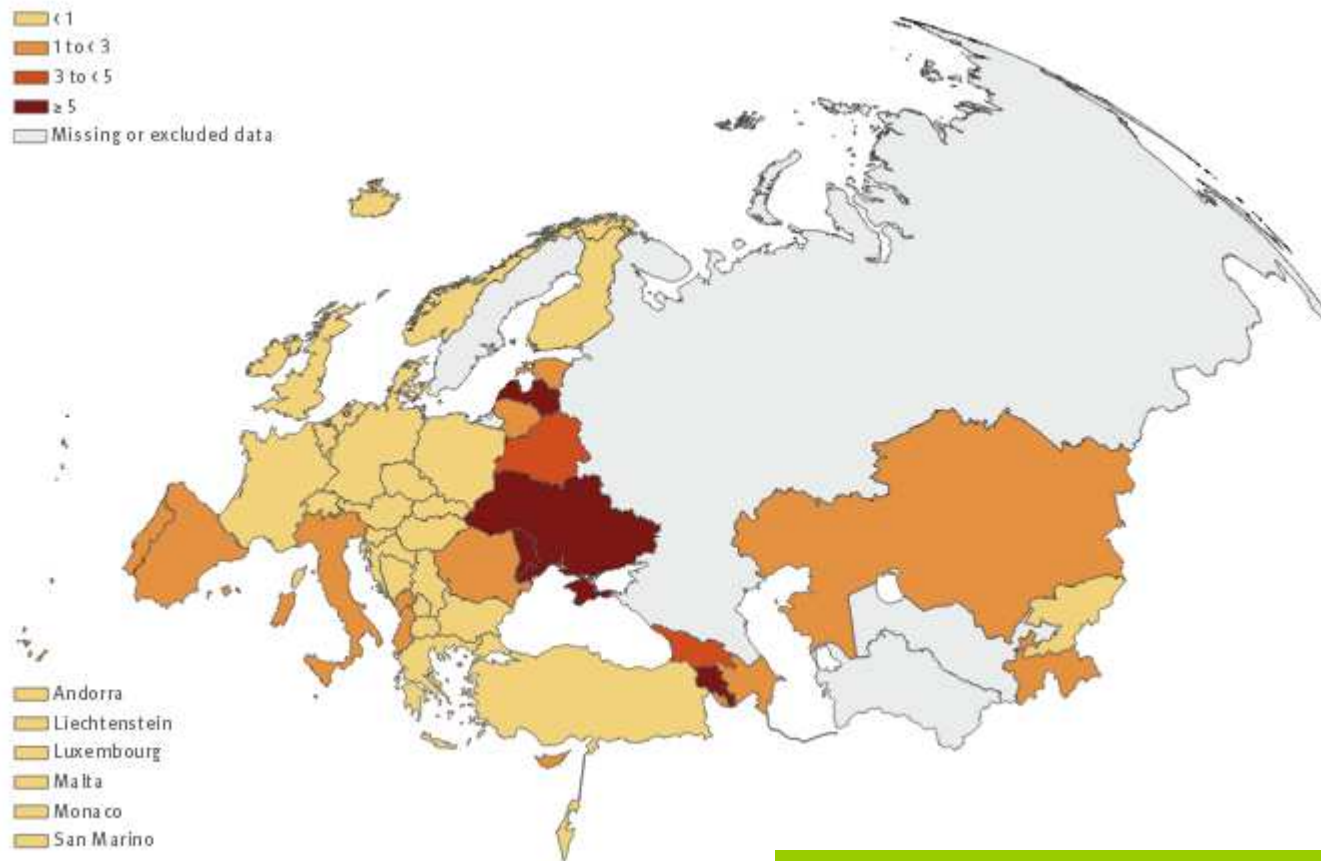 < 1
1 to < 3
3 to < 5
≥ 5
Missing or excluded data
Andorra
Liechtenstein
Luxembourg
Malta
Monaco
San Marino